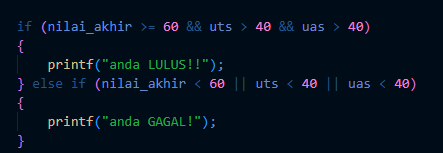 if (nilai_akhir >= 60 && uts > 40 && uas > 40)
{
    printf("anda LULUS!!");
} else if (nilai_akhir < 60 || uts < 40 || uas < 40)
{
    printf("anda GAGAL!");
}